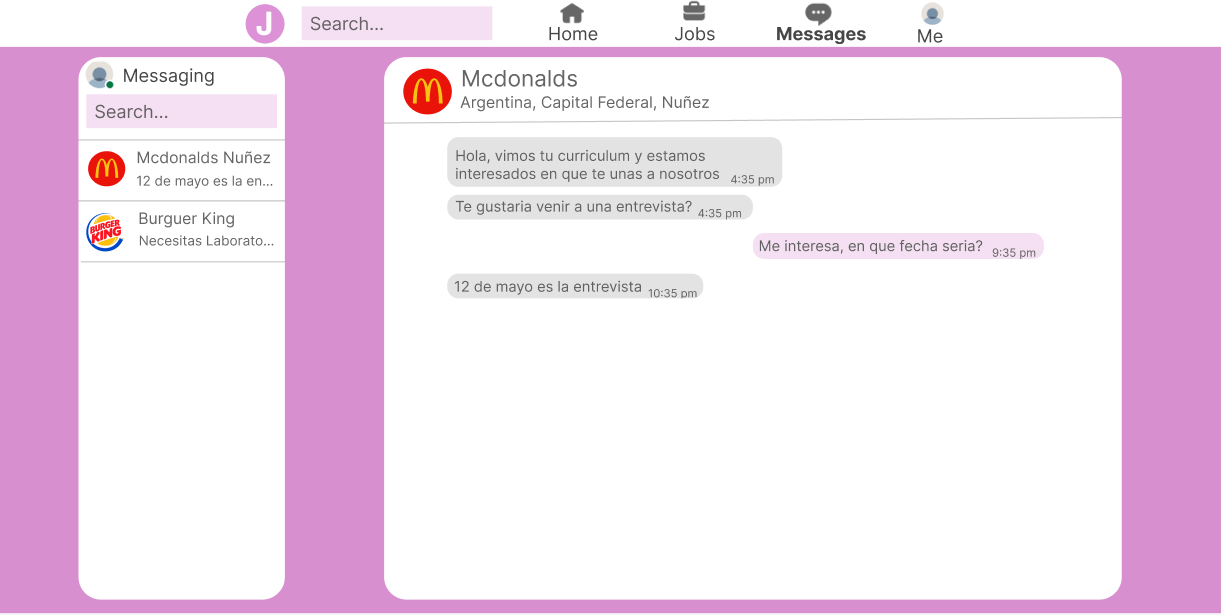 J
Search...
Home
Jobs
Messages
Me
Messaging
Search...
Mcdonalds Nuñez
12 de mayo es la en...
BURGER
KING
Burguer King
Necesitas Laborato...
Mcdonalds
Argentina, Capital Federal, Nuñez
Hola, vimos tu curriculum y estamos
interesados en que te unas a nosotros 4:35 pm
Te gustaria venir a una entrevista? 4:35 pm
Me interesa, en que fecha seria? 9:35 pm
12 de mayo es la entrevista 10:35 pm